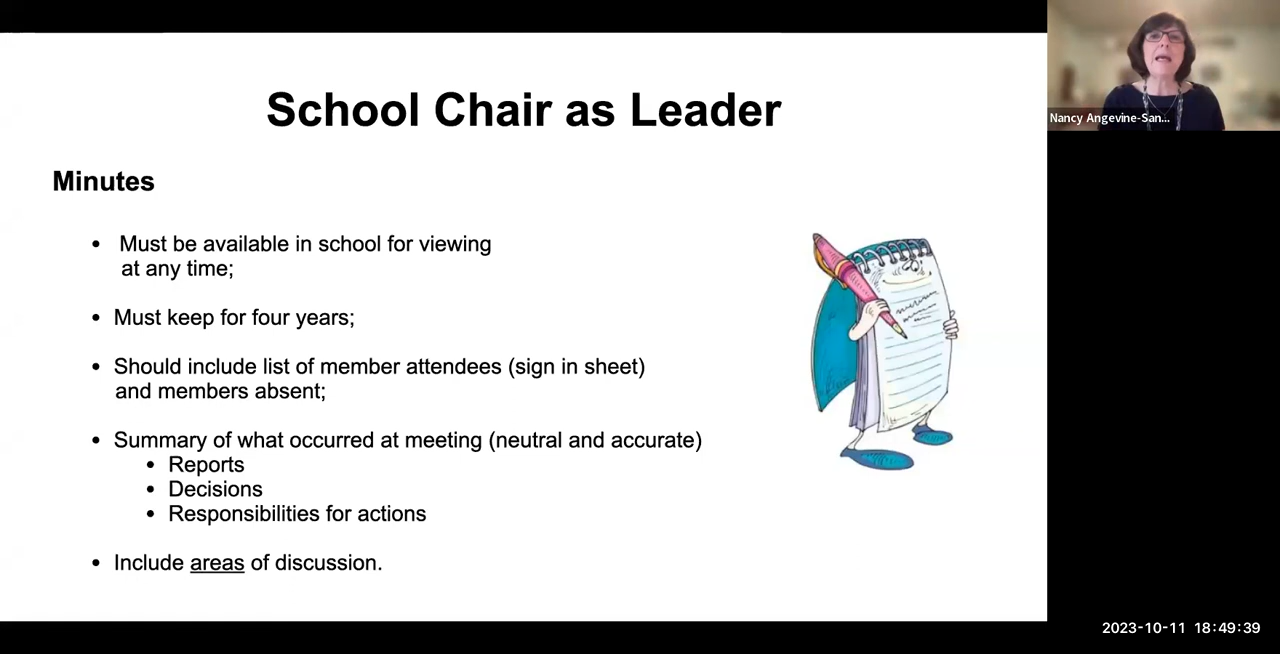 School Chair as Leader
Minutes
• Must be available in school for viewing
at any time;
• Must keep for four years;
• Should include list of member attendees (sign in sheet)
and members absent;
• Summary of what occurred at meeting (neutral and accurate)
• Reports
• Decisions
• Responsibilities for actions
• Include areas of discussion.
Nancy Angevine-San...
2023-10-11 18:49:39